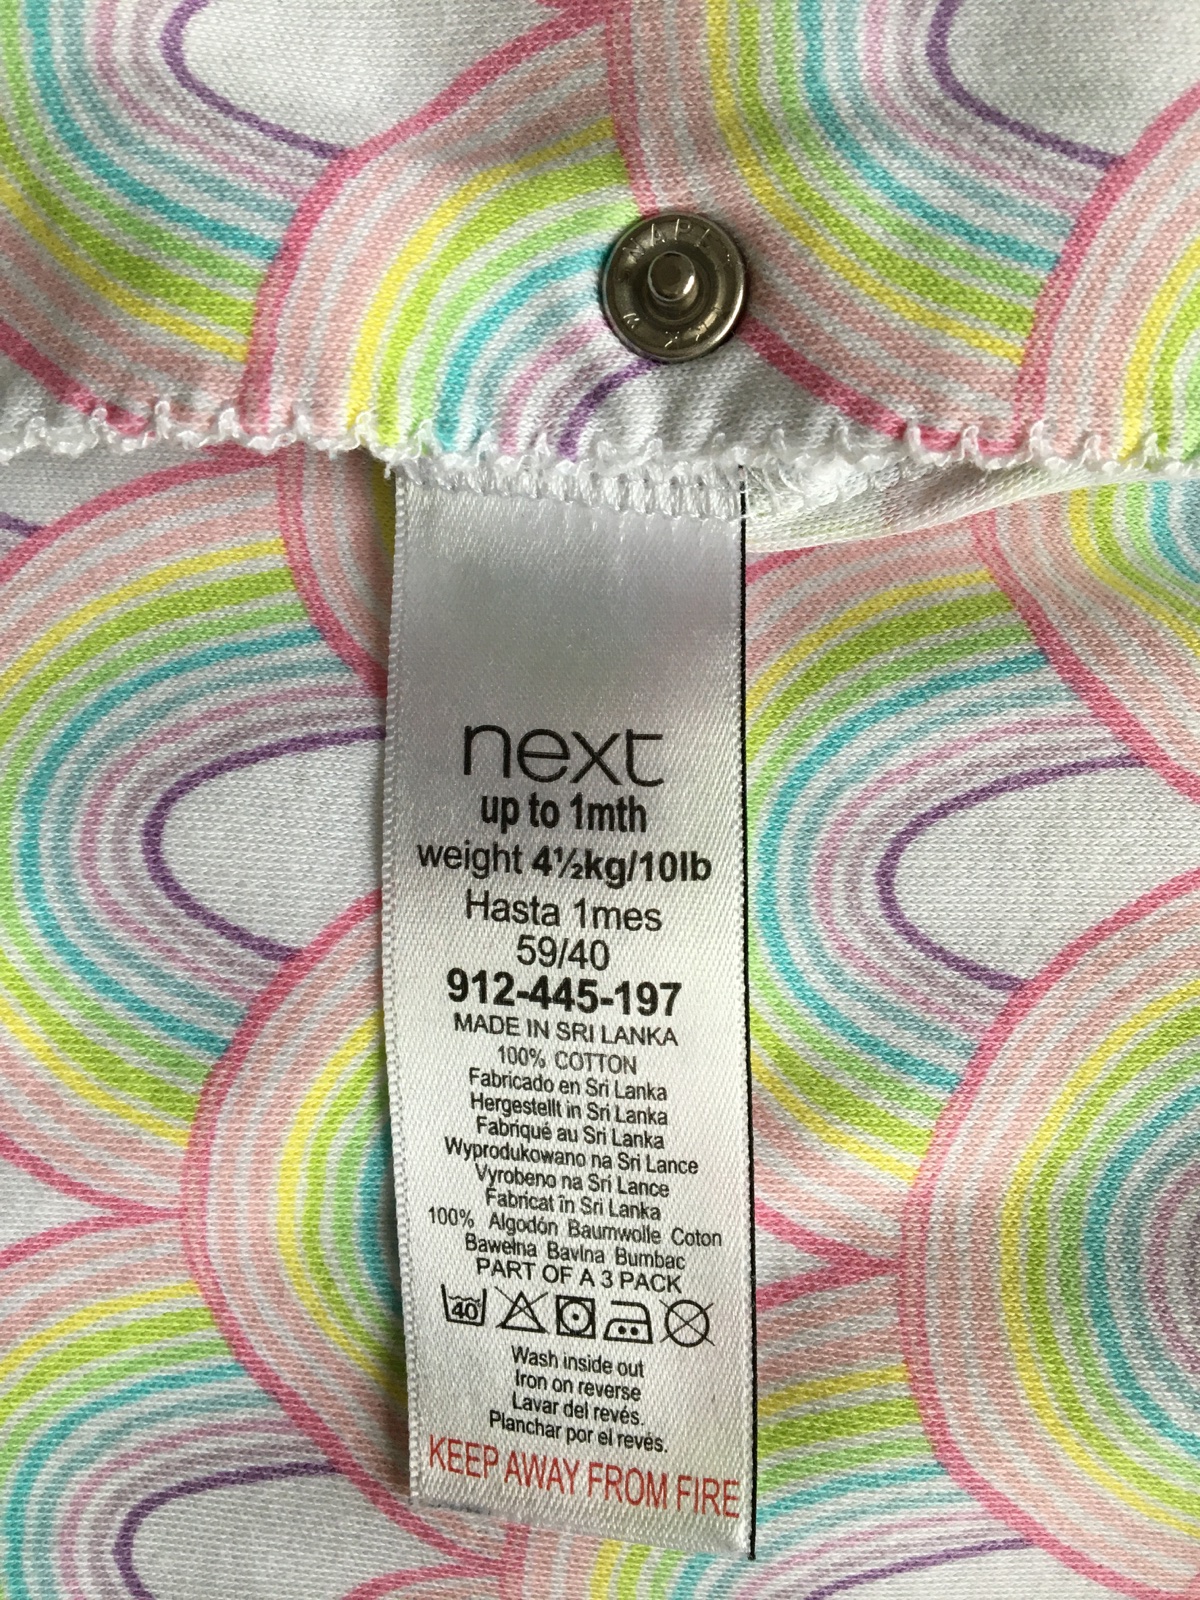 next
up to 1mth
weight 4½kg/10lb
Hasta 1mes
59/40
912-445-197
MADE IN SRI LANKA
100% COTTON
Fabricado en Sri Lanka
Hergestellt in Sri Lanka
Fabriqué au Sri Lanka
Wyprodukowano na Sri Lance
Vyrobeno na Srí Lance
Fabricat în Sri Lanka
100% Algodón Baumwolle Coton
Bawełna Bavlna Bumbac
PART OF A 3 PACK
40
Wash inside out
Iron on reverse
Lavar del revés.
Planchar por el revés.
KEEP AWAY FROM FIRE